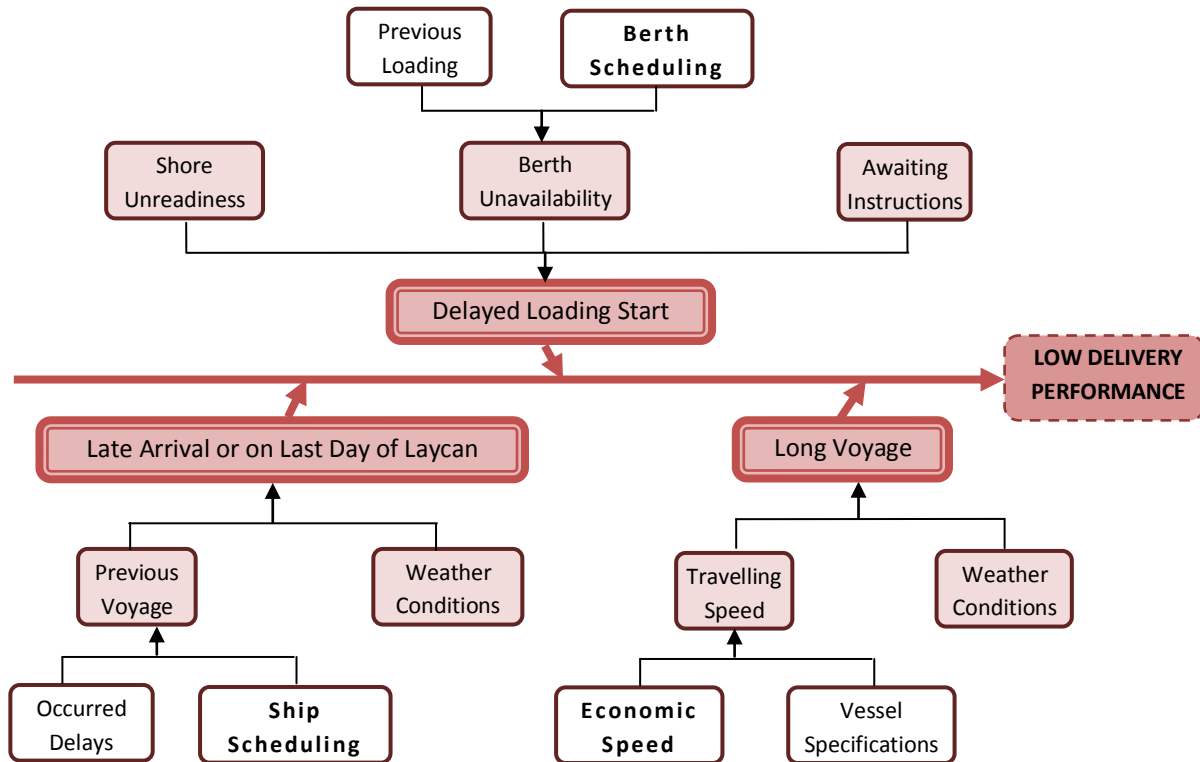 Previous
Loading
Berth
Scheduling
Shore
Unreadiness
Berth
Unavailability
Awaiting
Instructions
Delayed Loading Start
LOW DELIVERY
PERFORMANCE
Late Arrival or on Last Day of Laycan
Long Voyage
Previous
Voyage
Weather
Conditions
Travelling
Speed
Weather
Conditions
Occurred
Delays
Ship
Scheduling
Economic
Speed
Vessel
Specifications